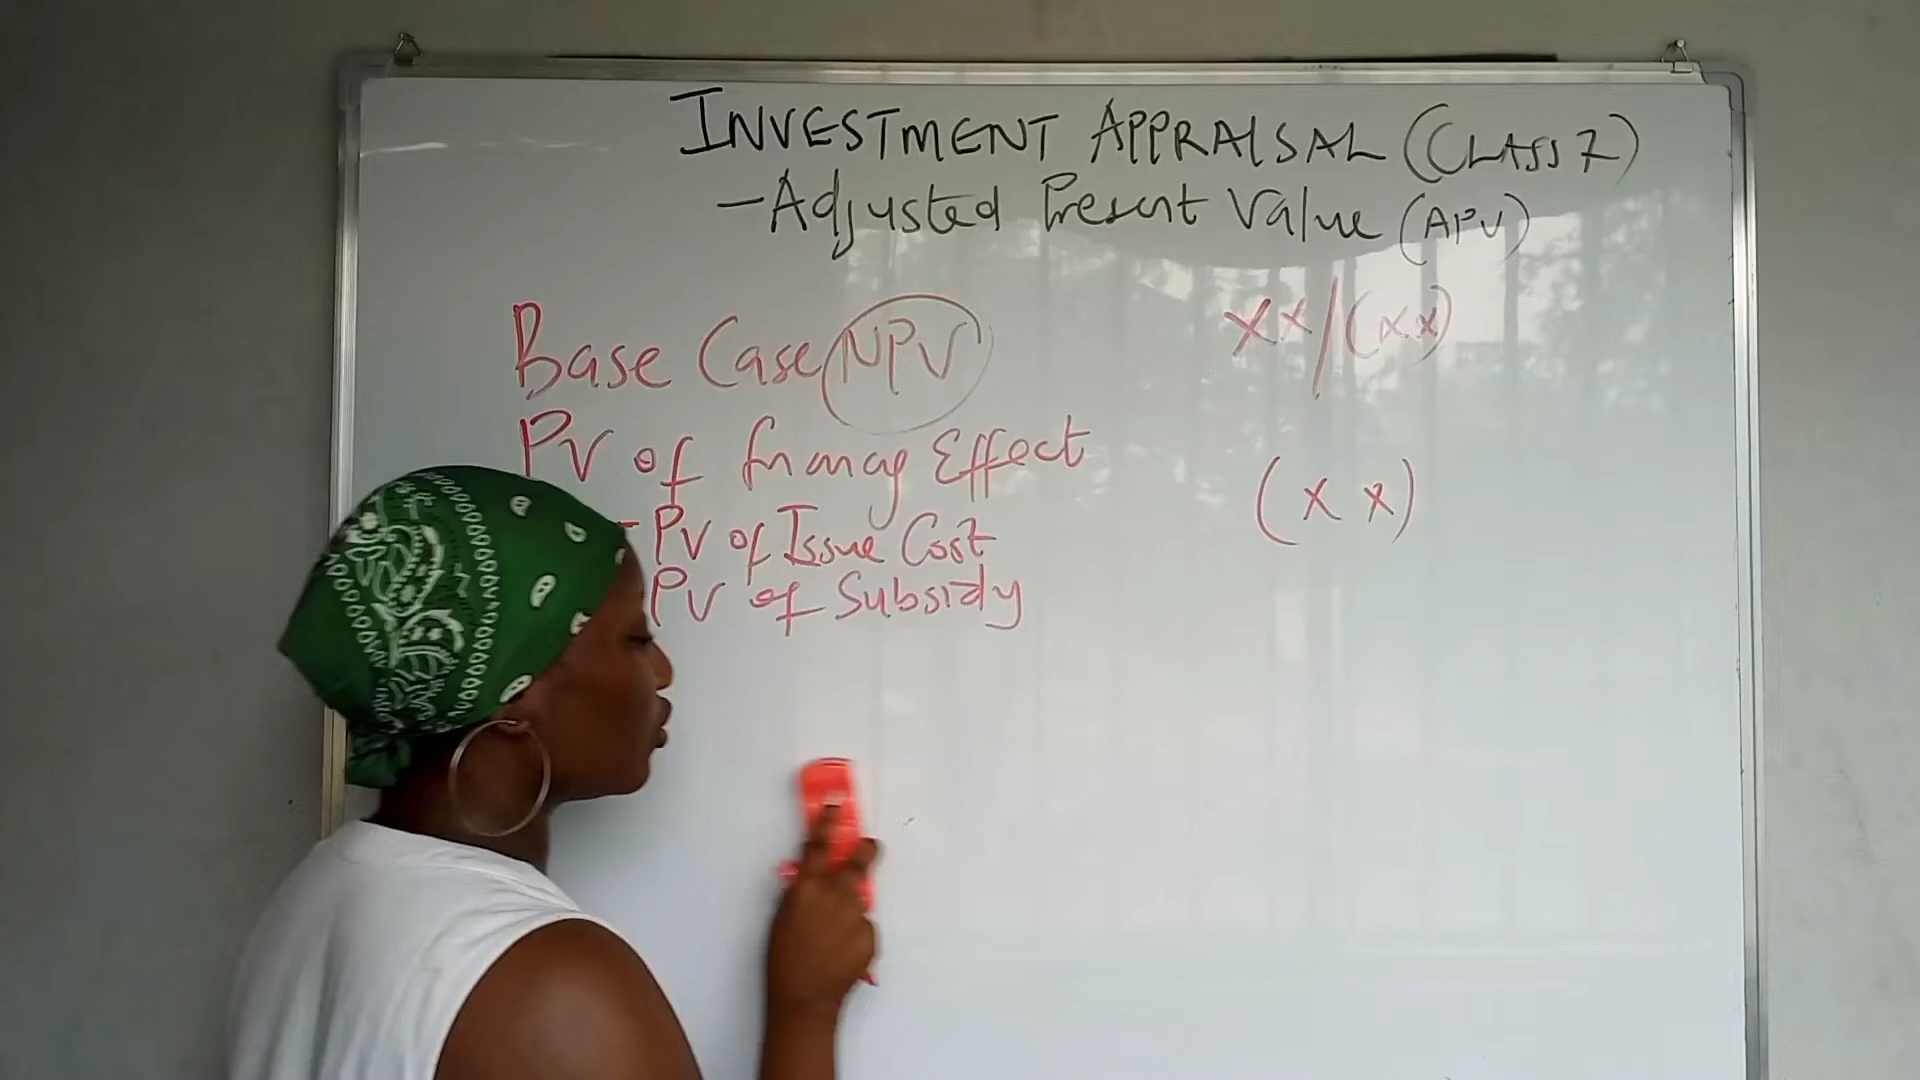 INVESTMENT APPRAISAL (CLASS 7)
- Adjusted Present Value (APV)
Base Case NPV xx/(xx)
PV of Financing Effect
- PV of Issue Cost (xx)
PV of Subsidy